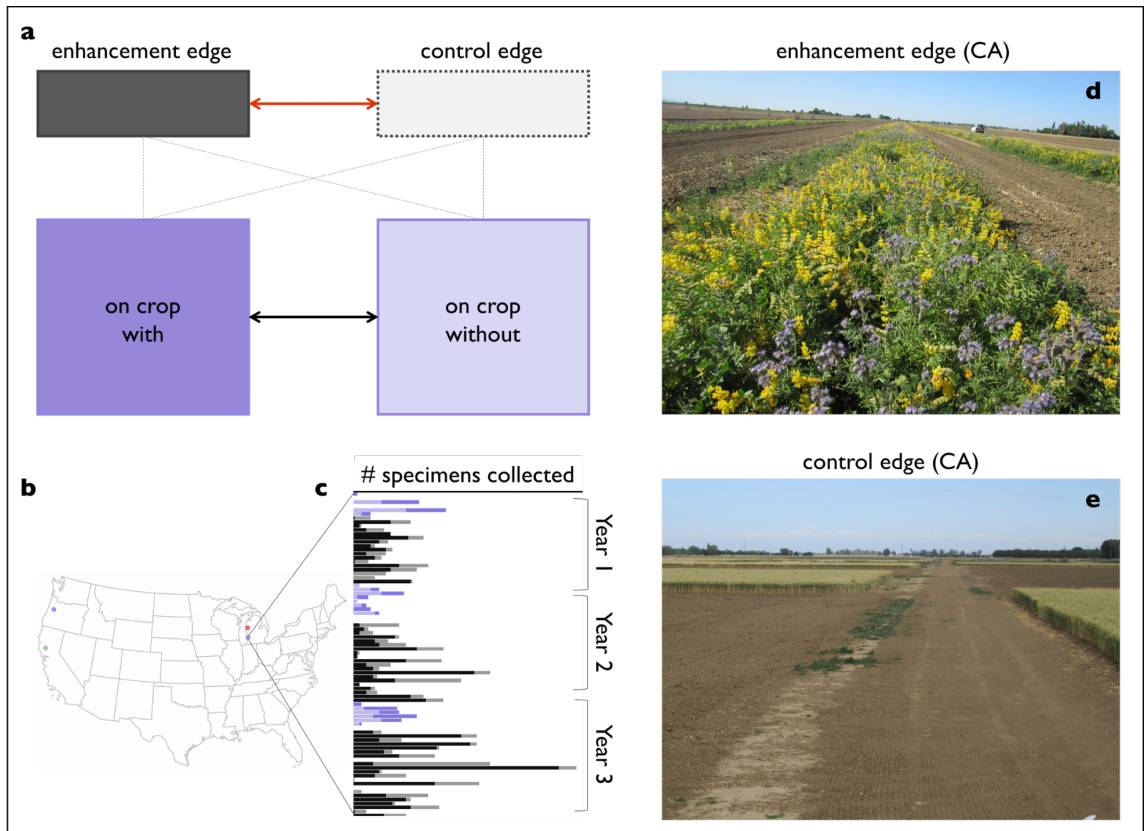 a
enhancement edge
control edge
on crop
with
on crop
without
enhancement edge (CA)
d
b
c
# specimens collected
Year 1
Year 2
Year 3
control edge (CA)
e